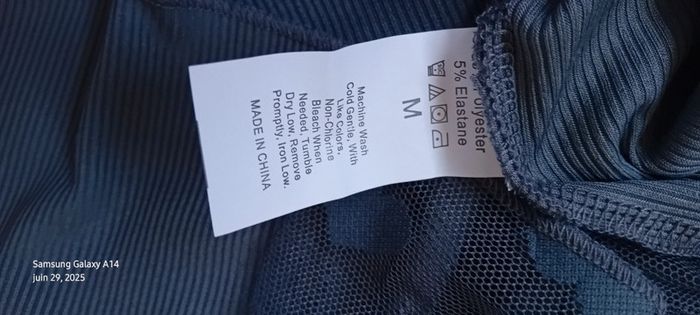 Polyester
5% Elastane
M
Machine Wash
Cold Gentle, With
Like Colors,
Non-Chlorine
Bleach When
Needed, Tumble
Dry Low, Remove
Promptly, Iron Low.
MADE IN CHINA
Samsung Galaxy A14
juin 29, 2025